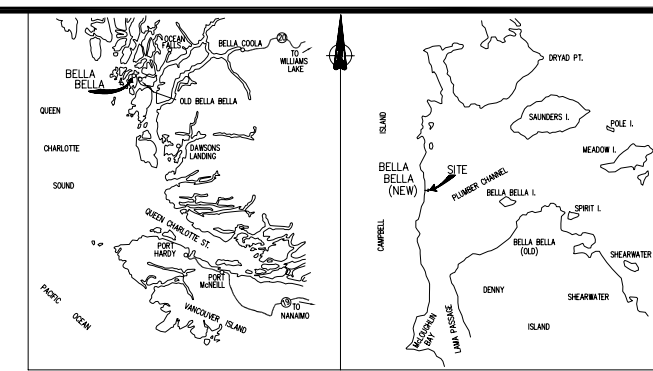 OCEAN
FALLS
BELLA COOLA
20
TO
WILLIAMS
LAKE
BELLA
BELLA
OLD BELLA BELLA
QUEEN
CHARLOTTE
SOUND
DAWSONS
LANDING
QUEEN CHARLOTTE ST.
PORT
HARDY
PORT
McNEILL
19
TO
NANAIMO
VANCOUVER ISLAND
PACIFIC
OCEAN
DRYAD PT.
SAUNDERS I.
POLE I.
MEADOW I.
ISLAND
BELLA
BELLA
(NEW)
SITE
PLUMBER CHANNEL
BELLA BELLA I.
SPIRIT I.
CAMPBELL
BELLA BELLA
(OLD)
SHEARWATER
DENNY
SHEARWATER
ISLAND
McLOUGHLIN
BAY
LAMA PASSAGE